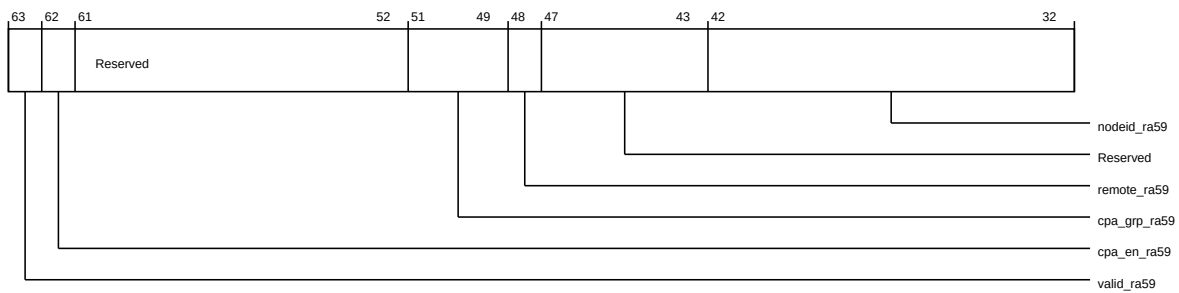 63 62 61 52 51 49 48 47 43 42 32
Reserved
nodeid_ra59
Reserved
remote_ra59
cpa_grp_ra59
cpa_en_ra59
valid_ra59